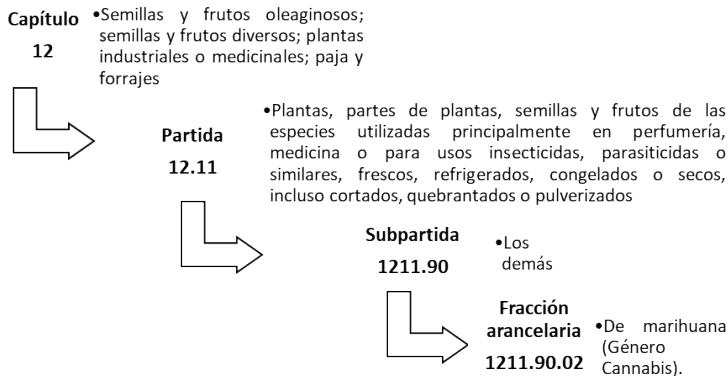 Capítulo
12
•Semillas y frutos oleaginosos;
semillas y frutos diversos; plantas
industriales o medicinales; paja y
forrajes
Partida
12.11
•Plantas, partes de plantas, semillas y frutos de las
especies utilizadas principalmente en perfumería,
medicina o para usos insecticidas, parasiticidas o
similares, frescos, refrigerados, congelados o secos,
incluso cortados, quebrantados o pulverizados
Subpartida
1211.90
•Los
demás
Fracción
arancelaria
1211.90.02
•De marihuana
(Género
Cannabis).